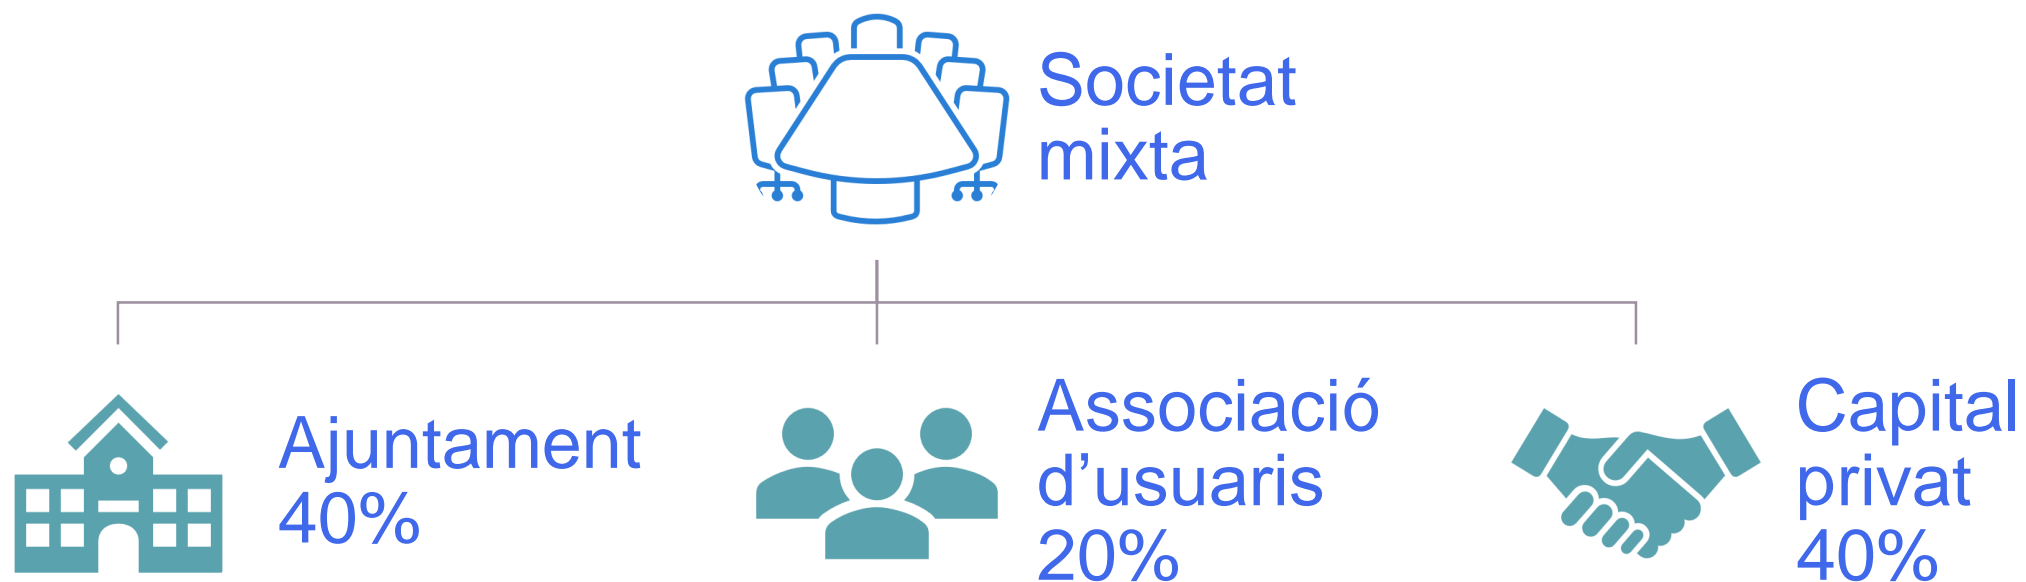 Societat
mixta
Ajuntament
40%
Associació
d’usuaris
20%
Capital
privat
40%